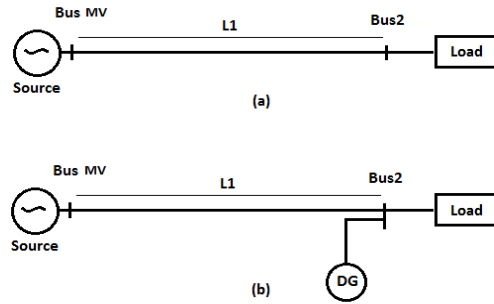 Bus MV
L1
Bus2
Source
Load
(a)
Bus MV
L1
Bus2
Source
Load
DG
(b)